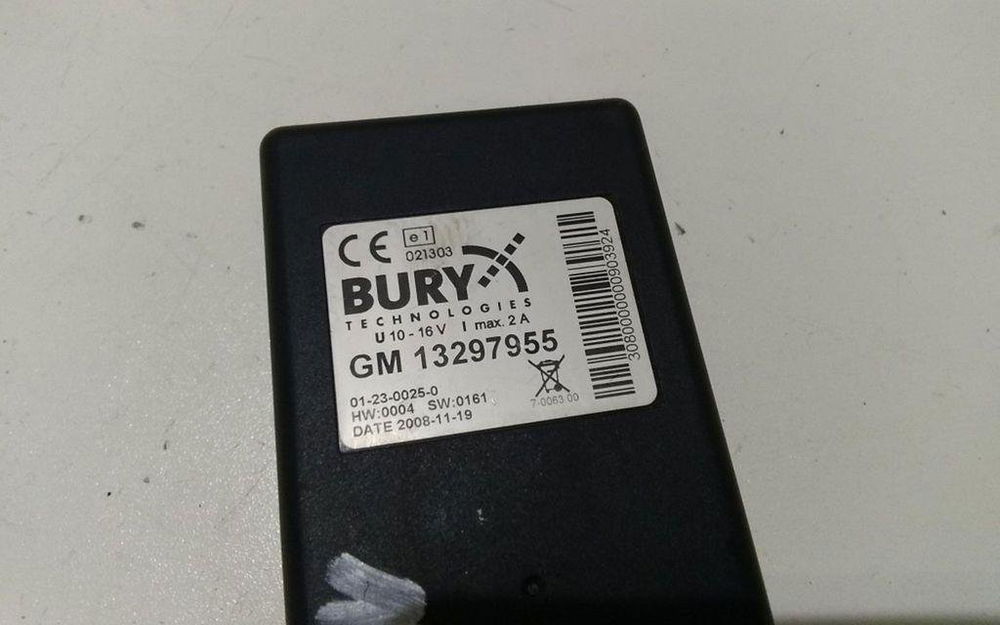 CE e1
021303
BURY
TECHNOLOGIES
U 10 - 16 V I max. 2 A
GM 13297955
01-23-0025-0
HW:0004 SW:0161
DATE 2008-11-19
7-0063.00